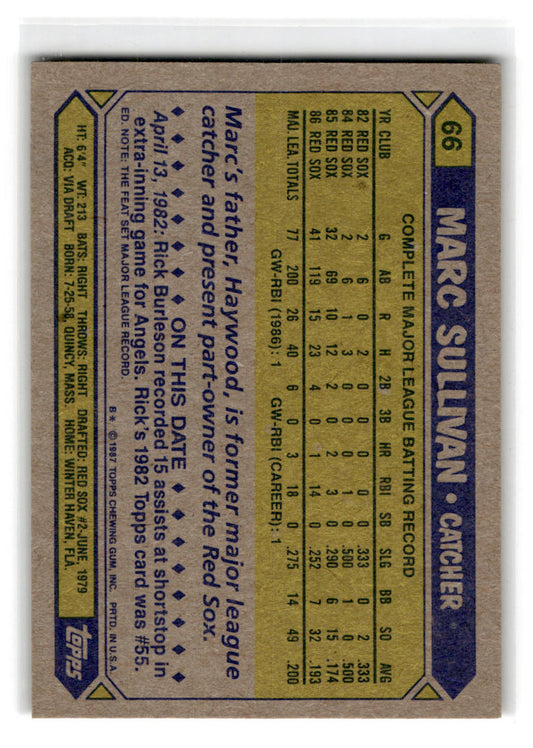 66 MARC SULLIVAN • CATCHER
COMPLETE MAJOR LEAGUE BATTING RECORD
YR CLUB G AB R H 2B 3B HR RBI SB SLG BB SO AVG
82 RED SOX 2 6 0 2 0 0 0 0 0 .333 0 2 .333
84 RED SOX 2 6 1 3 0 0 0 1 0 .500 1 0 .500
85 RED SOX 32 69 10 12 2 0 2 3 0 .290 6 15 .174
86 RED SOX 41 119 15 23 4 0 1 14 0 .252 7 32 .193
MAJ. LEA. TOTALS 77 200 26 40 6 0 3 18 0 .275 14 49 .200
GW-RBI (1986): 1 GW-RBI (CAREER): 1
Marc's father, Haywood, is former major league
catcher and present part-owner of the Red Sox.
◆ ◆ ◆ ◆ ◆ ON THIS DATE ◆ ◆ ◆ ◆ ◆
April 13, 1982: Rick Burleson recorded 15 assists at shortstop in
extra-inning game for Angels. Rick's 1982 Topps card was #55.
ED. NOTE: THE FEAT SET MAJOR LEAGUE RECORD.
B* ©1987 TOPPS CHEWING GUM, INC. PRTD. IN U.S.A.
HT: 6'4" WT: 213 BATS: RIGHT THROWS: RIGHT DRAFTED: RED SOX #2-JUNE, 1979
ACQ: VIA DRAFT BORN: 7-25-58, QUINCY, MASS. HOME: WINTER HAVEN, FLA.
topps